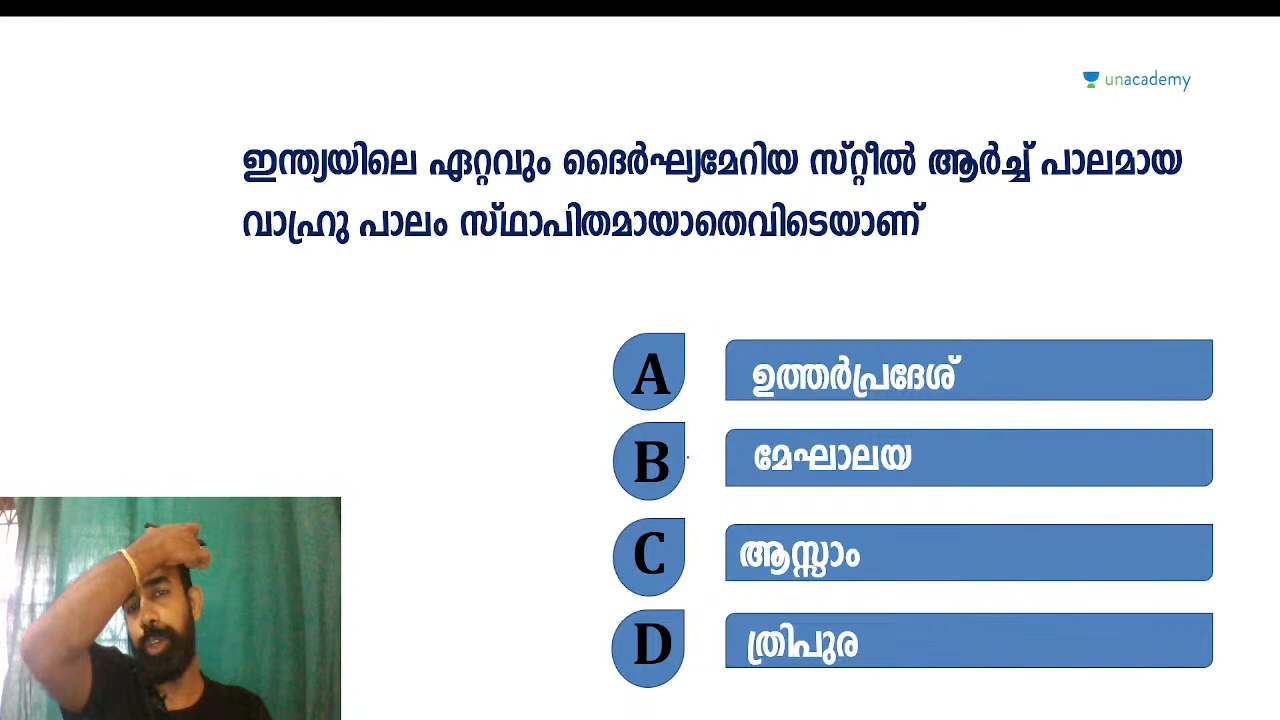 unacademy
ഇന്ത്യയിലെ ഏറ്റവും ദൈർഘ്യമേറിയ സ്റ്റീൽ ആർച്ച് പാലമായ
വാഹ്രു പാലം സ്ഥാപിതമായാതെവിടെയാണ്
A ഉത്തർപ്രദേശ്
B മേഘാലയ
C ആസ്സാം
D ത്രിപുര